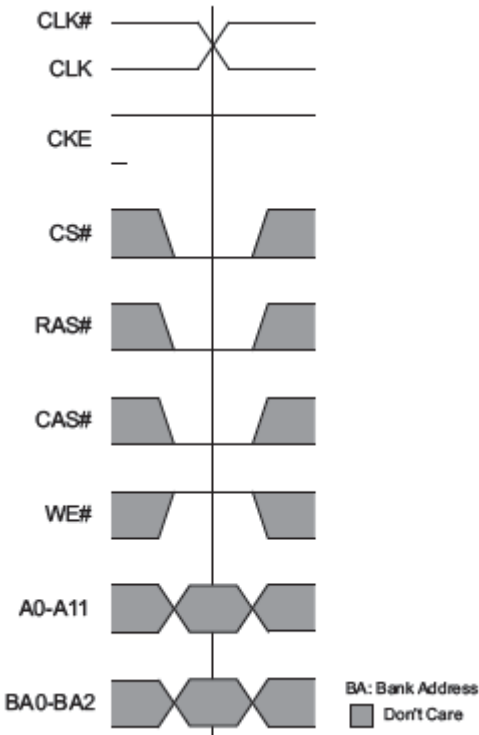 CLK#
CLK
CKE
CS#
RAS#
CAS#
WE#
A0-A11
BA0-BA2
BA: Bank Address
Don't Care